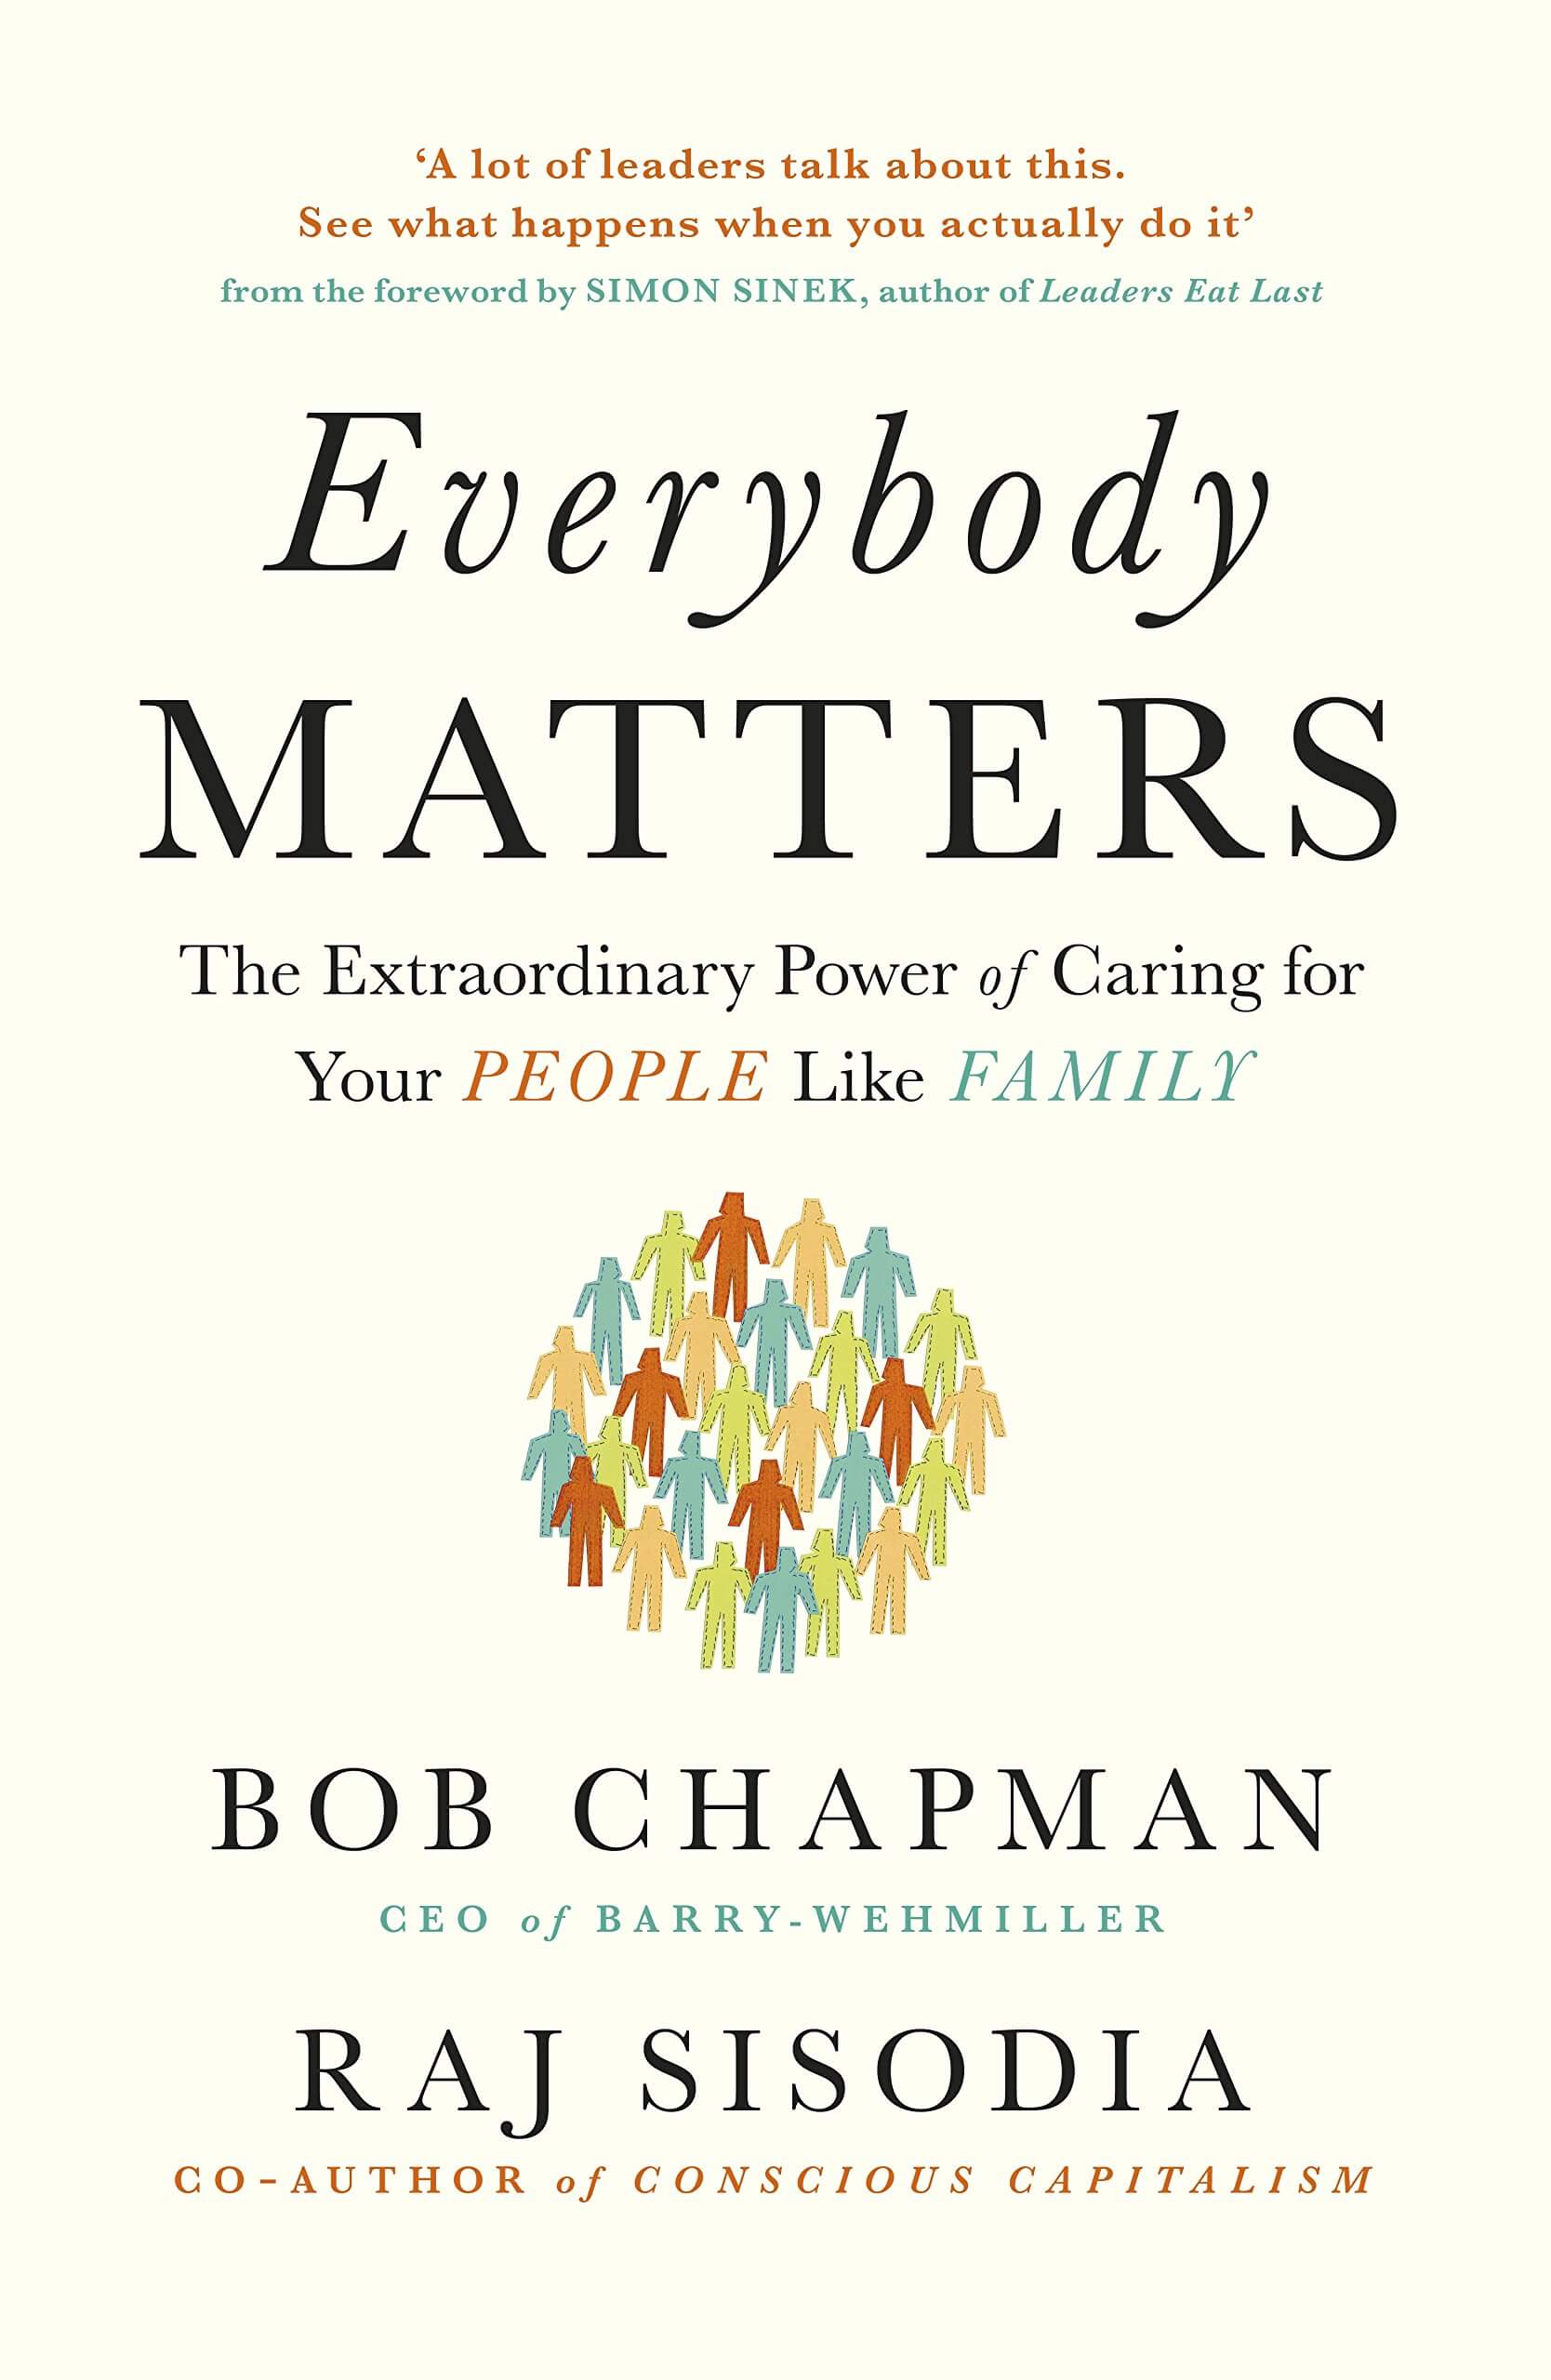 ‘A lot of leaders talk about this.
See what happens when you actually do it’
from the foreword by SIMON SINEK, author of Leaders Eat Last
Everybody
MATTERS
The Extraordinary Power of Caring for
Your PEOPLE Like FAMILY
BOB CHAPMAN
CEO of BARRY-WEHMILLER
RAJ SISODIA
CO-AUTHOR of CONSCIOUS CAPITALISM